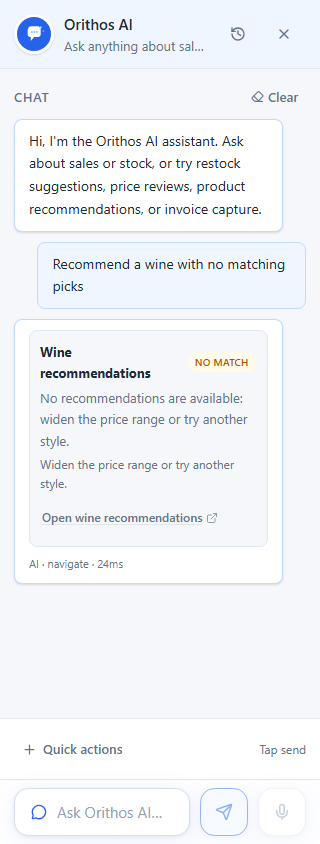 Orithos AI
Ask anything about sal...
CHAT
Clear
Hi, I'm the Orithos AI assistant. Ask
about sales or stock, or try restock
suggestions, price reviews, product
recommendations, or invoice capture.
Recommend a wine with no matching
picks
Wine
recommendations
NO MATCH
No recommendations are available:
widen the price range or try another
style.
Widen the price range or try another
style.
Open wine recommendations
AI · navigate · 24ms
Quick actions
Tap send
Ask Orithos AI...